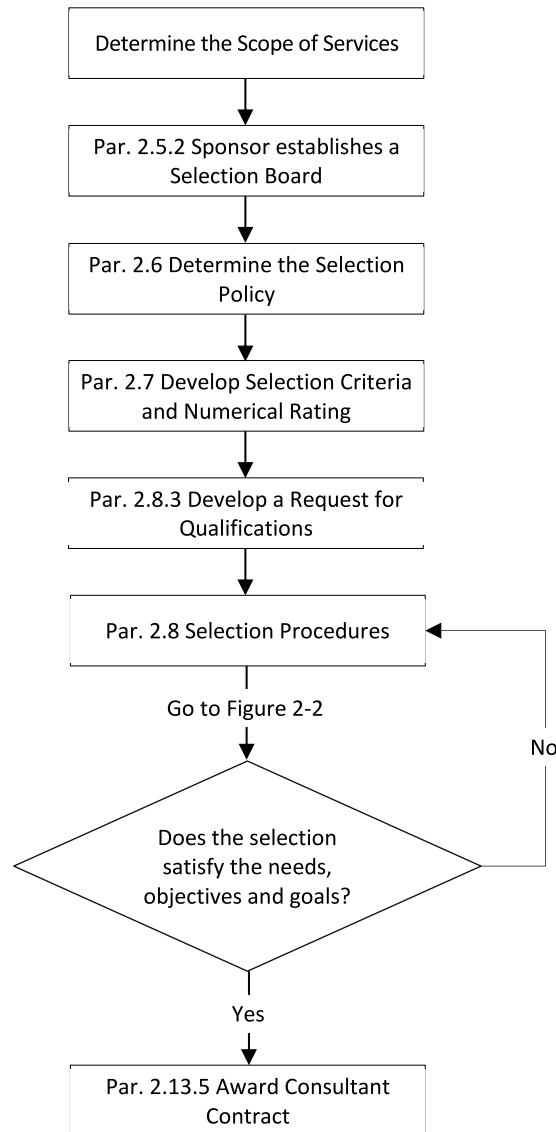 Determine the Scope of Services
Par. 2.5.2 Sponsor establishes a
Selection Board
Par. 2.6 Determine the Selection
Policy
Par. 2.7 Develop Selection Criteria
and Numerical Rating
Par. 2.8.3 Develop a Request for
Qualifications
Par. 2.8 Selection Procedures
Go to Figure 2-2
No
Does the selection
satisfy the needs,
objectives and goals?
Yes
Par. 2.13.5 Award Consultant
Contract